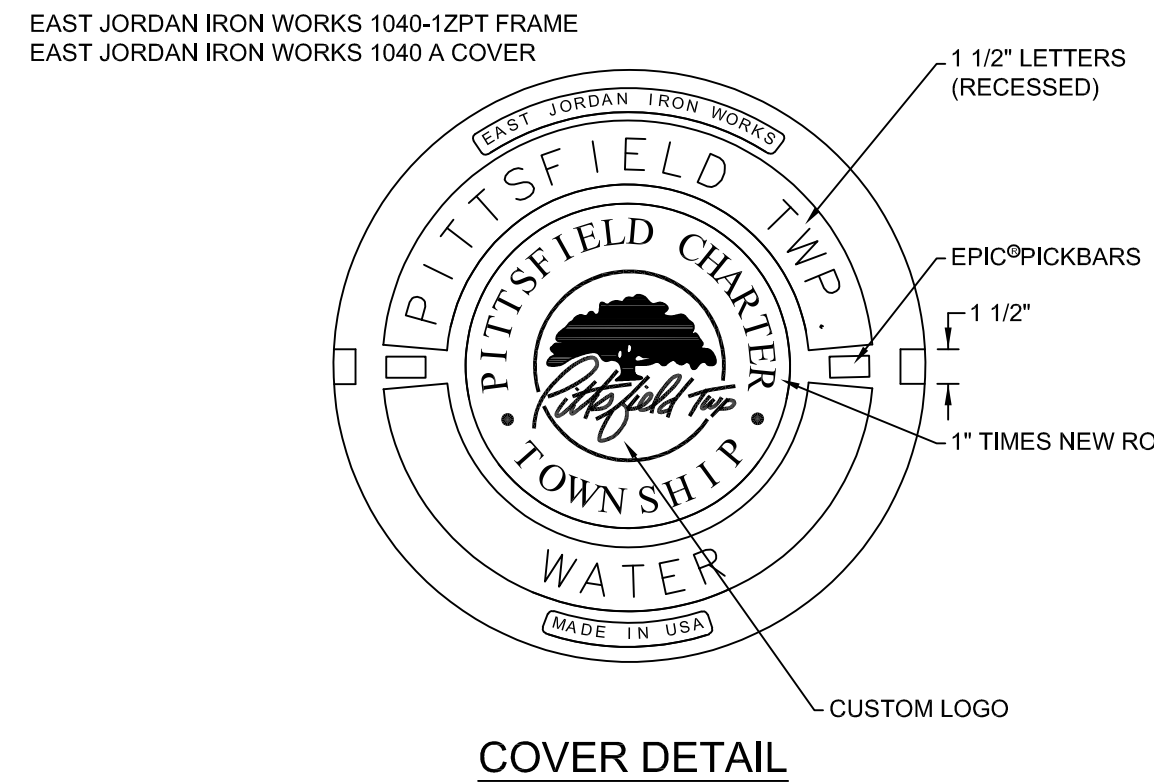 EAST JORDAN IRON WORKS 1040-1ZPT FRAME
EAST JORDAN IRON WORKS 1040 A COVER
1 1/2" LETTERS
(RECESSED)
EAST JORDAN IRON WORKS
PITTSFIELD TWP.
PITTSFIELD CHARTER
EPIC®PICKBARS
1 1/2"
Pittsfield Twp
1" TIMES NEW RO
• TOWNSHIP •
WATER
MADE IN USA
CUSTOM LOGO
COVER DETAIL